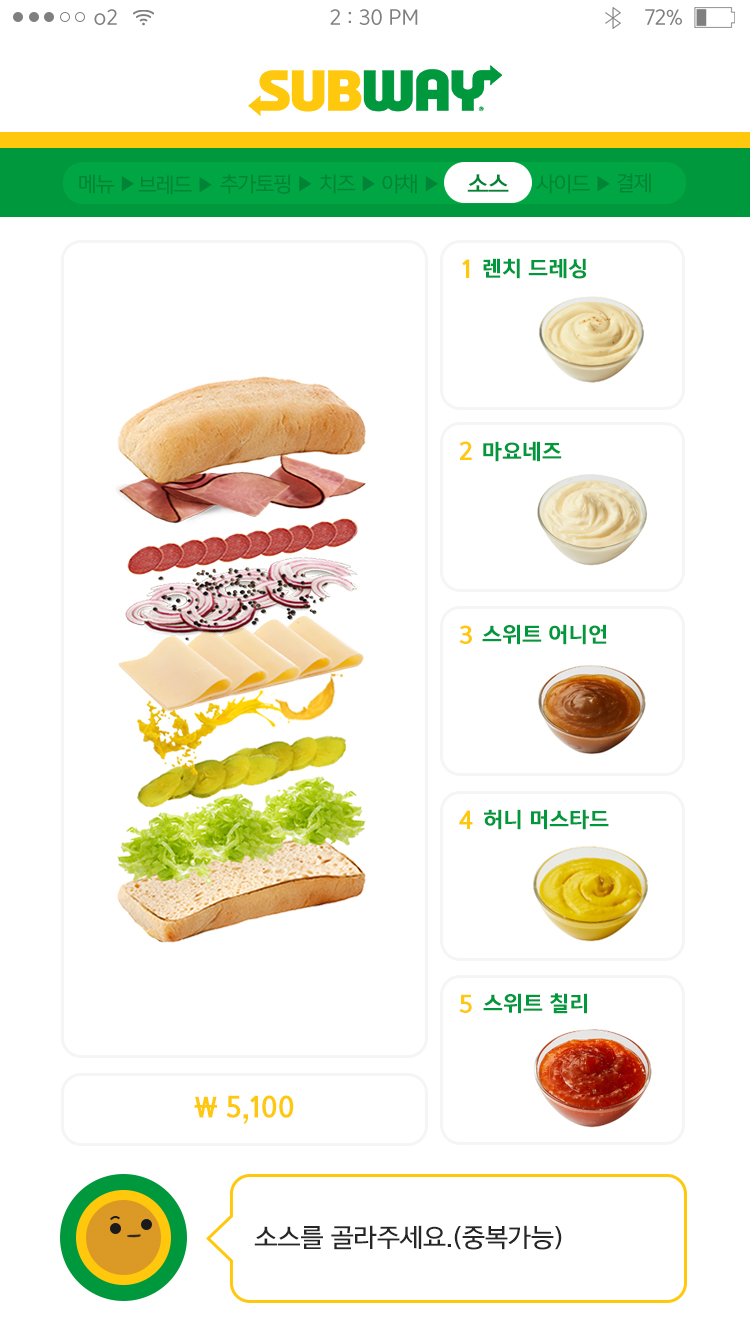 o2 2 : 30 PM 72%
SUBWAY
메뉴 ▶ 브레드 ▶ 추가토핑 ▶ 치즈 ▶ 야채 ▶ 소스 사이드 ▶ 결제
1 렌치 드레싱
2 마요네즈
3 스위트 어니언
4 허니 머스타드
5 스위트 칠리
₩ 5,100
소스를 골라주세요.(중복가능)